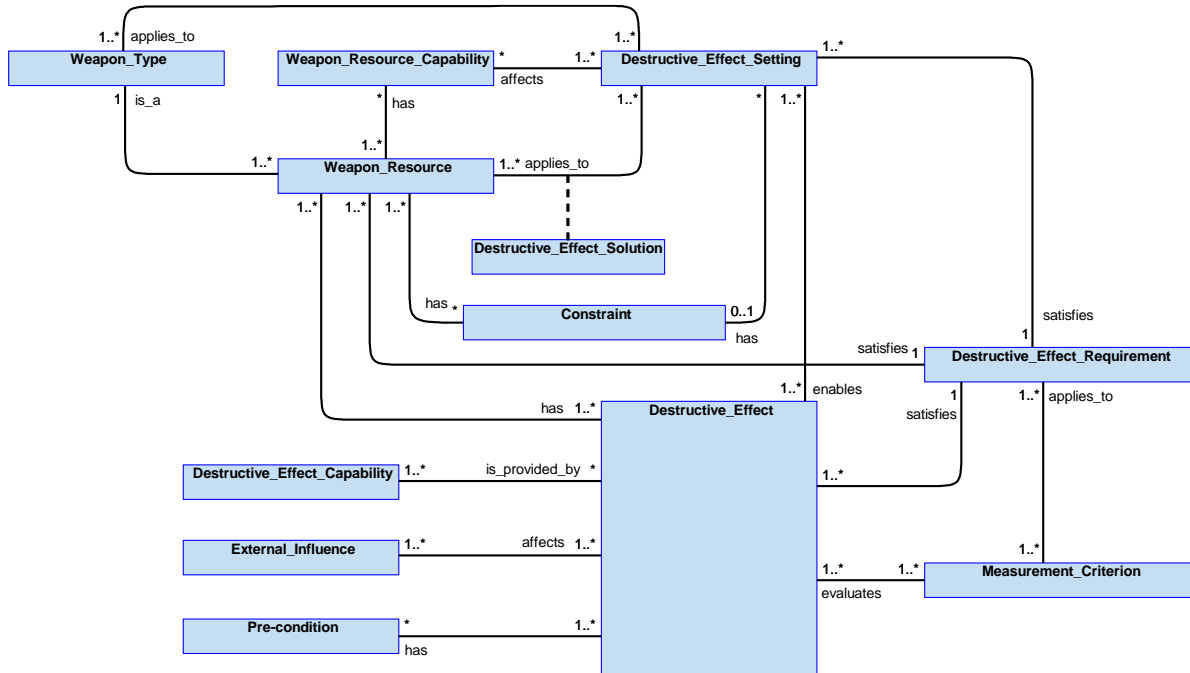 1..* applies_to
1..*
1..*
Weapon_Type
Weapon_Resource_Capability
*
1..*
Destructive_Effect_Setting
affects
1 is_a
* has
1..*
*
1..*
1..*
1..*
1..* applies_to
Weapon_Resource
1..*
1..*
1..*
Destructive_Effect_Solution
has *
Constraint
0..1
has
satisfies
1
satisfies 1
Destructive_Effect_Requirement
1..* enables
1
satisfies
1..* applies_to
has 1..*
Destructive_Effect
Destructive_Effect_Capability
1..*
is_provided_by *
1..*
External_Influence
1..*
affects 1..*
1..*
1..*
evaluates
1..*
Measurement_Criterion
Pre-condition
*
has
1..*